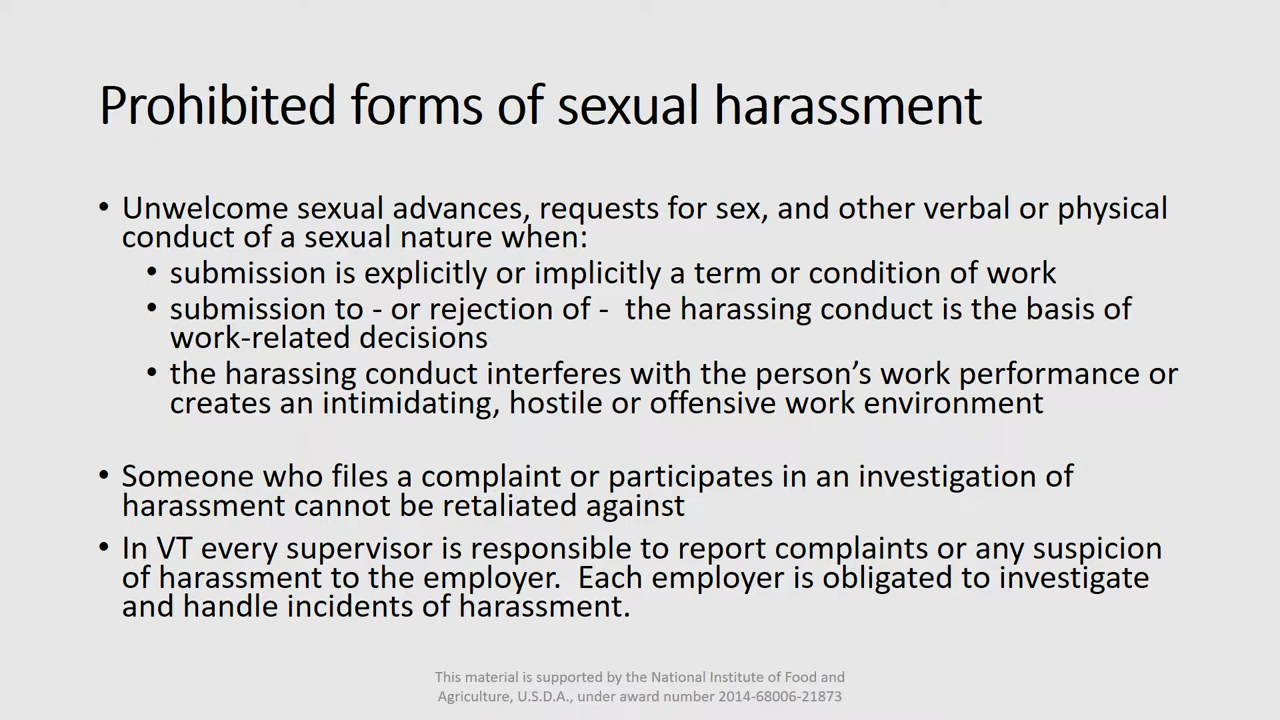 Prohibited forms of sexual harassment
• Unwelcome sexual advances, requests for sex, and other verbal or physical
conduct of a sexual nature when:
• submission is explicitly or implicitly a term or condition of work
• submission to - or rejection of -  the harassing conduct is the basis of
work-related decisions
• the harassing conduct interferes with the person’s work performance or
creates an intimidating, hostile or offensive work environment
• Someone who files a complaint or participates in an investigation of
harassment cannot be retaliated against
• In VT every supervisor is responsible to report complaints or any suspicion
of harassment to the employer.  Each employer is obligated to investigate
and handle incidents of harassment.
This material is supported by the National Institute of Food and
Agriculture, U.S.D.A., under award number 2014-68006-21873